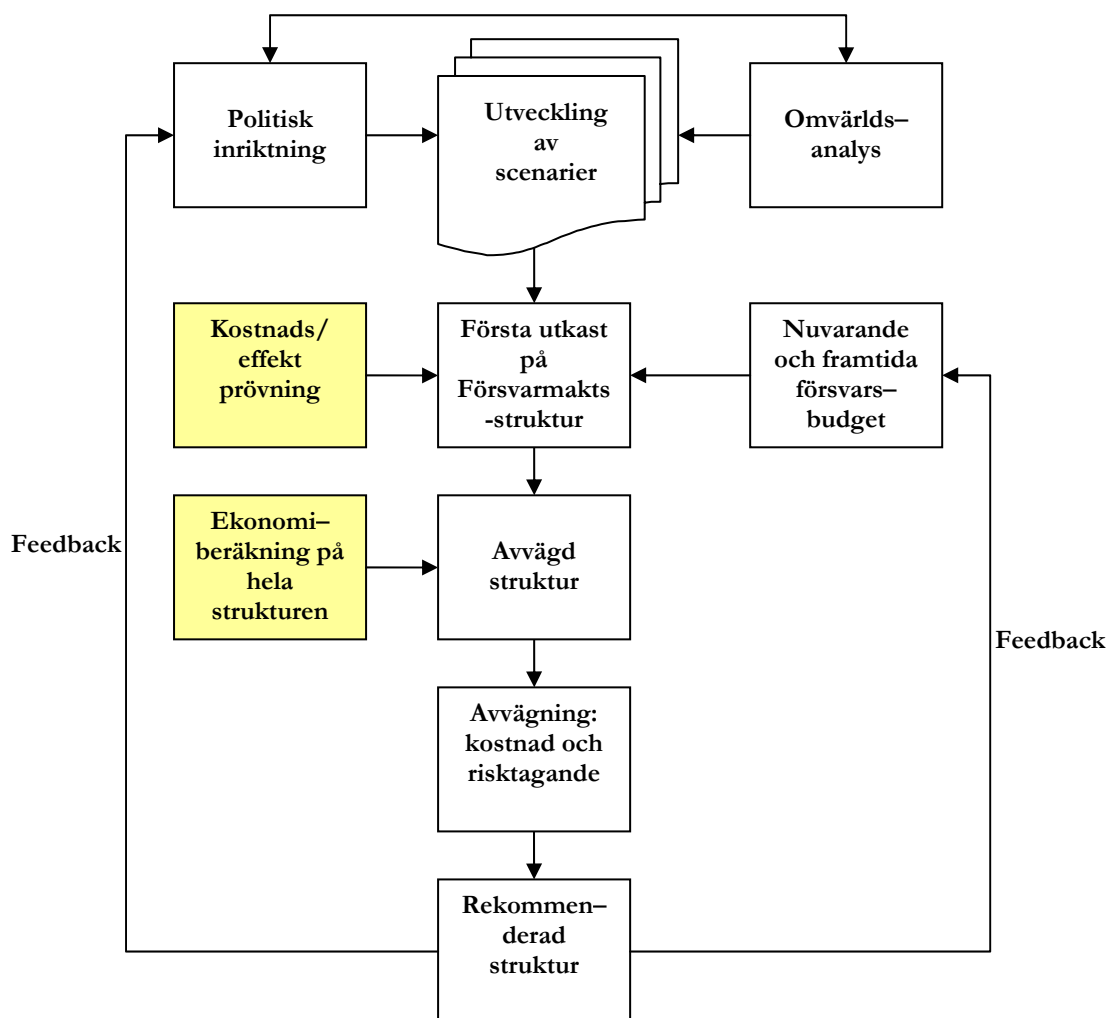 Politisk
inriktning
Utveckling
av
scenarier
Omvärlds–
analys
Kostnads/
effekt
prövning
Första utkast
på
Försvarmakts
-struktur
Nuvarande
och framtida
försvars–
budget
Ekonomi–
beräkning på
hela
strukturen
Avvägd
struktur
Feedback
Feedback
Avvägning:
kostnad och
risktagande
Rekommen–
derad
struktur